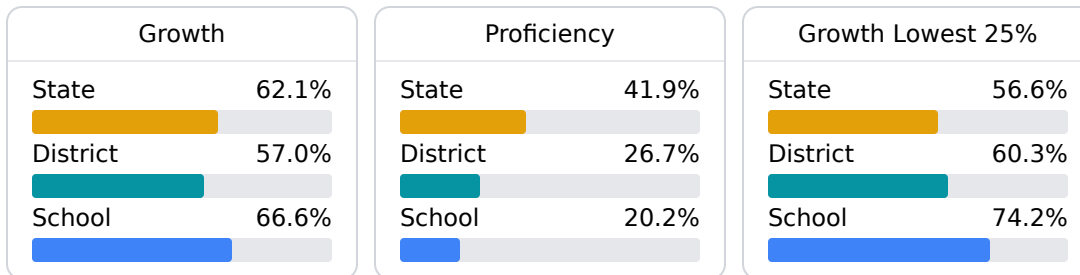 Growth
State 62.1%
District 57.0%
School 66.6%
Proficiency
State 41.9%
District 26.7%
School 20.2%
Growth Lowest 25%
State 56.6%
District 60.3%
School 74.2%